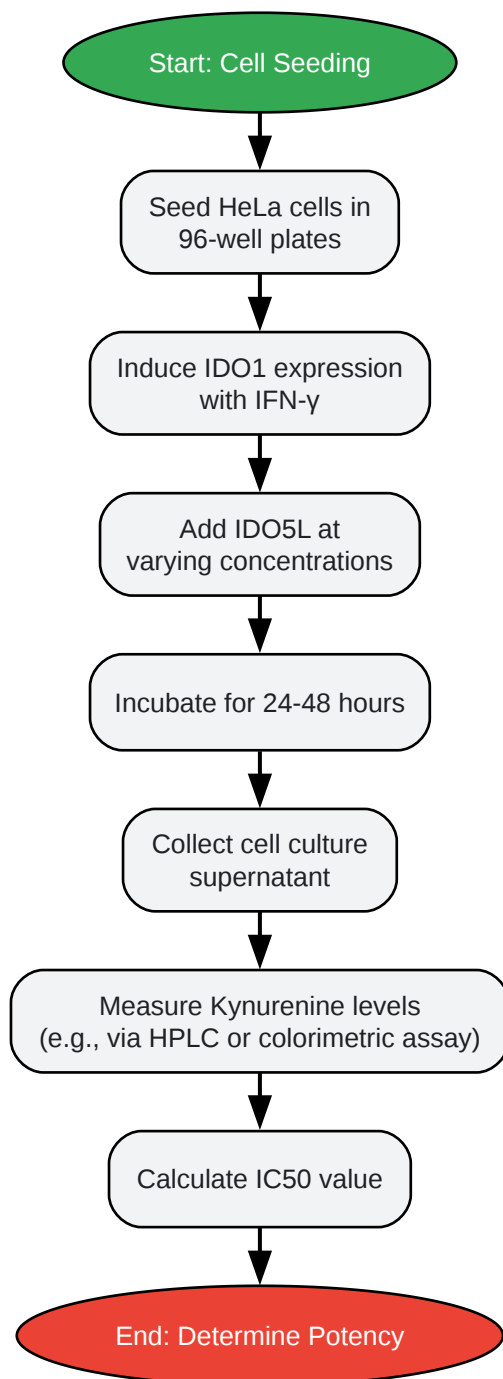 Start: Cell Seeding
Seed HeLa cells in
96-well plates
Induce IDO1 expression
with IFN-γ
Add IDO5L at
varying concentrations
Incubate for 24-48 hours
Collect cell culture
supernatant
Measure Kynurenine levels
(e.g., via HPLC or colorimetric assay)
Calculate IC50 value
End: Determine Potency